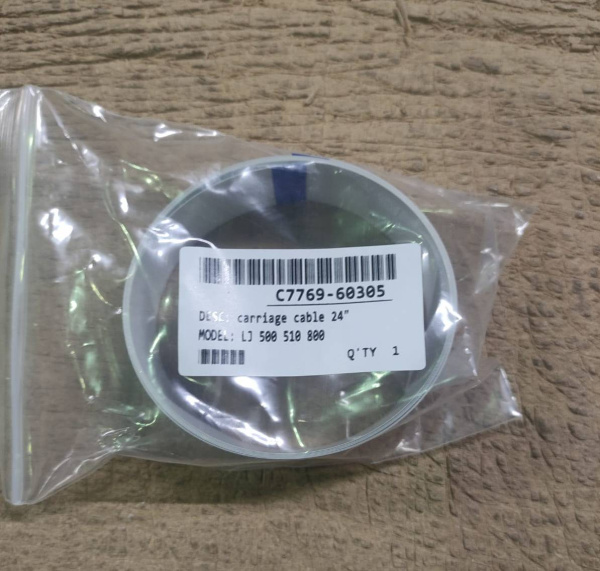 C7769-60305
DESC: carriage cable 24"
MODEL: LJ 500 510 800
Q'TY 1